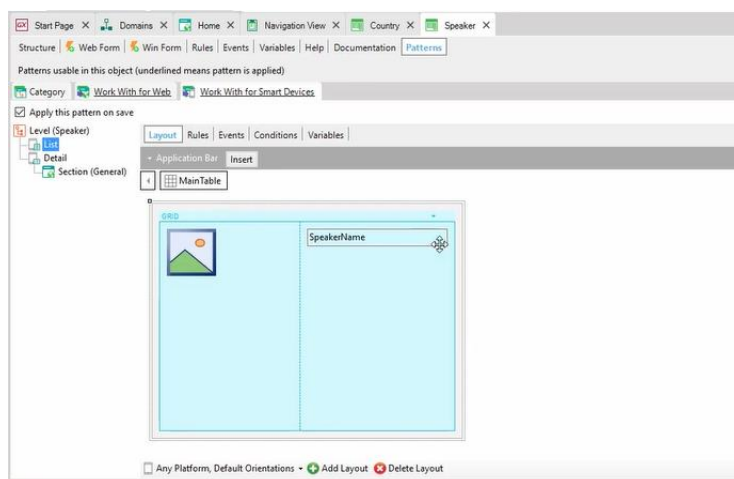 GX Start Page X Domains X Home X Navigation View X Country X Speaker X
Structure Web Form Win Form Rules Events Variables Help Documentation Patterns
Patterns usable in this object (underlined means pattern is applied)
Category Work With for Web Work With for Smart Devices
Apply this pattern on save
Level (Speaker)
List
Detail
Section (General)
Layout Rules Events Conditions Variables
Application Bar Insert
MainTable
GRID
SpeakerName
Any Platform, Default Orientations Add Layout Delete Layout